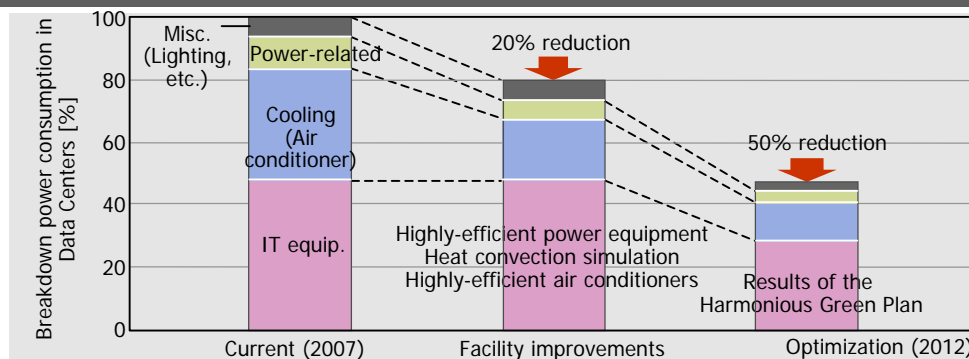 Breakdown power consumption in
Data Centers [%]
100
80
60
40
20
0
Misc.
(Lighting,
etc.)
Power-related
Cooling
(Air
conditioner)
IT equip.
20% reduction
50% reduction
Highly-efficient power equipment
Heat convection simulation
Highly-efficient air conditioners
Results of the
Harmonious Green Plan
Current (2007)
Facility improvements
Optimization (2012)